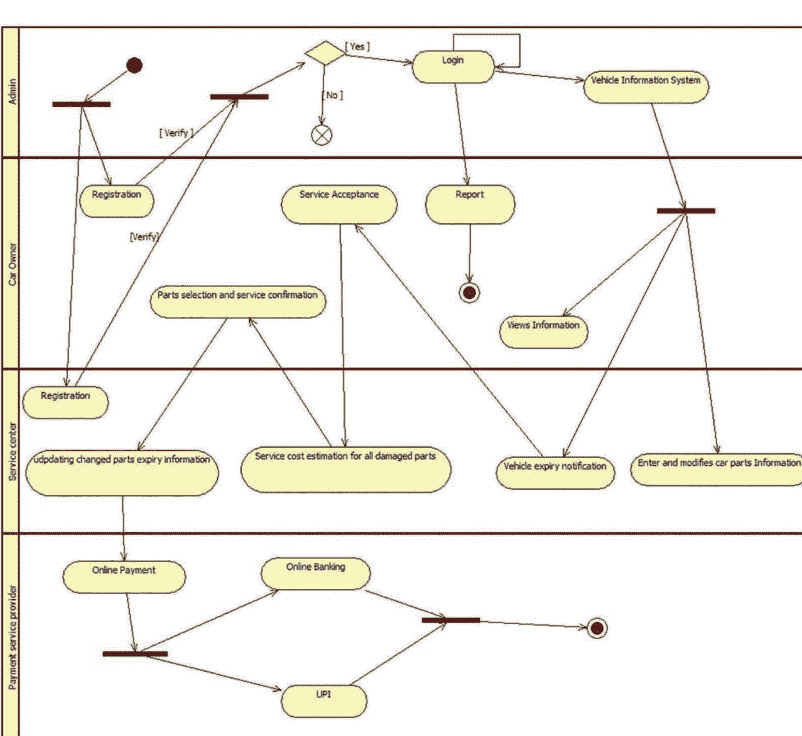 Admin
[ Yes ]
Login
Vehicle Information System
[ No ]
[ Verify ]
Car Owner
Registration
Service Acceptance
Report
[Verify]
Parts selection and service confirmation
Views Information
Service center
Registration
udpdating changed parts expiry information
Service cost estimation for all damaged parts
Vehicle expiry notification
Enter and modifies car parts Information
Payment service provider
Online Payment
Online Banking
UPI